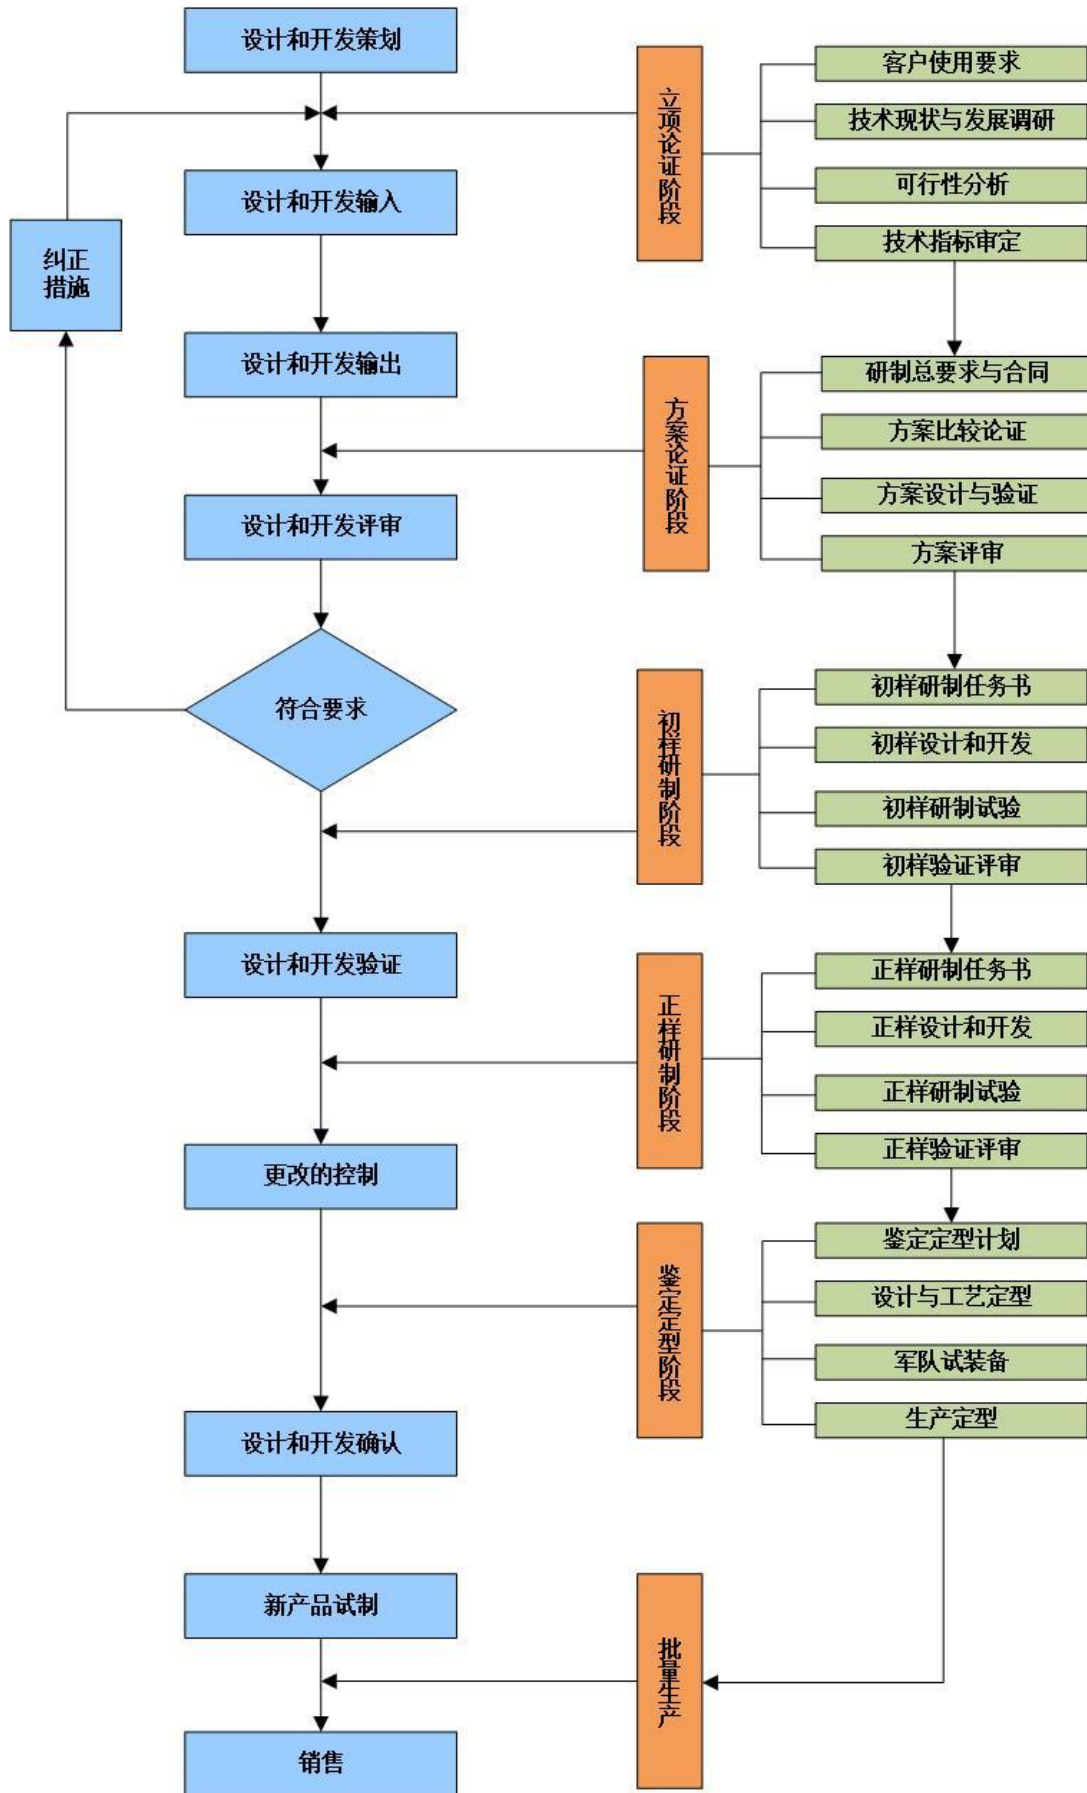 设计和开发策划
设计和开发输入
纠正
措施
设计和开发输出
设计和开发评审
符合要求
设计和开发验证
更改的控制
设计和开发确认
新产品试制
销售
立项论证阶段
方案论证阶段
初样研制阶段
正样研制阶段
鉴定定型阶段
批量生产
客户使用要求
技术现状与发展调研
可行性分析
技术指标审定
研制总要求与合同
方案比较论证
方案设计与验证
方案评审
初样研制任务书
初样设计和开发
初样研制试验
初样验证评审
正样研制任务书
正样设计和开发
正样研制试验
正样验证评审
鉴定定型计划
设计与工艺定型
军队试装备
生产定型